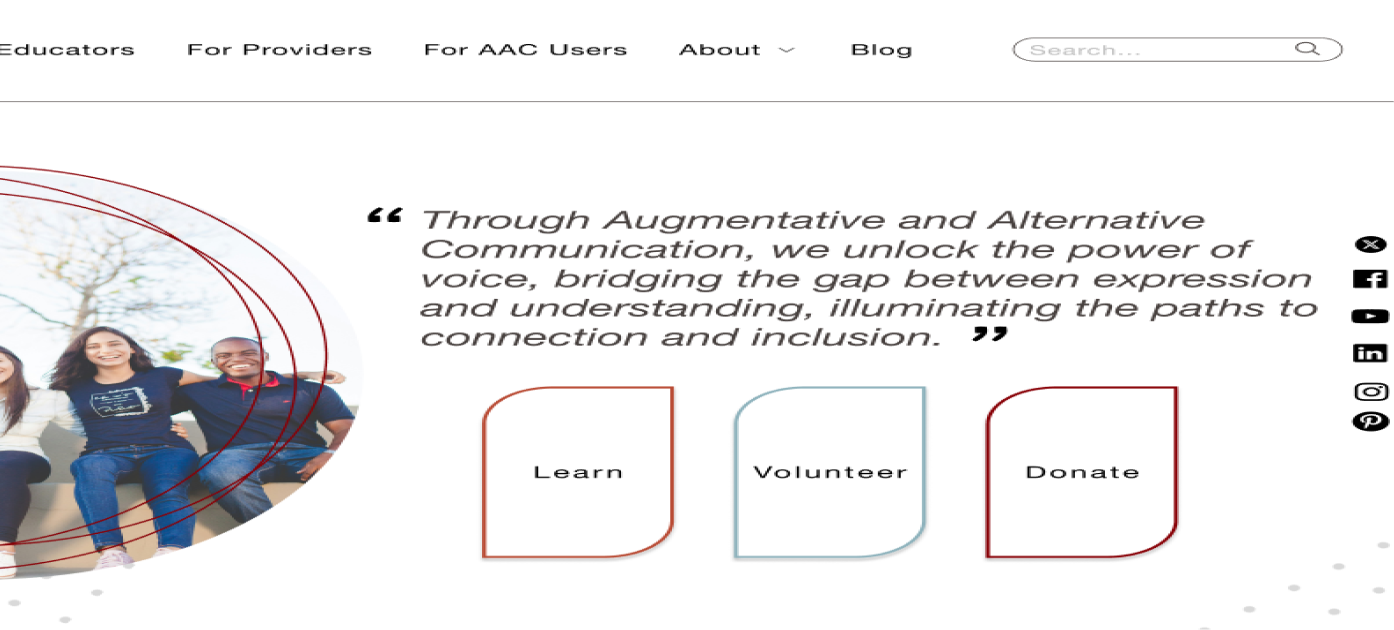 Educators For Providers For AAC Users About Blog Search...
“ Through Augmentative and Alternative
Communication, we unlock the power of
voice, bridging the gap between expression
and understanding, illuminating the paths to
connection and inclusion. ”
Learn Volunteer Donate